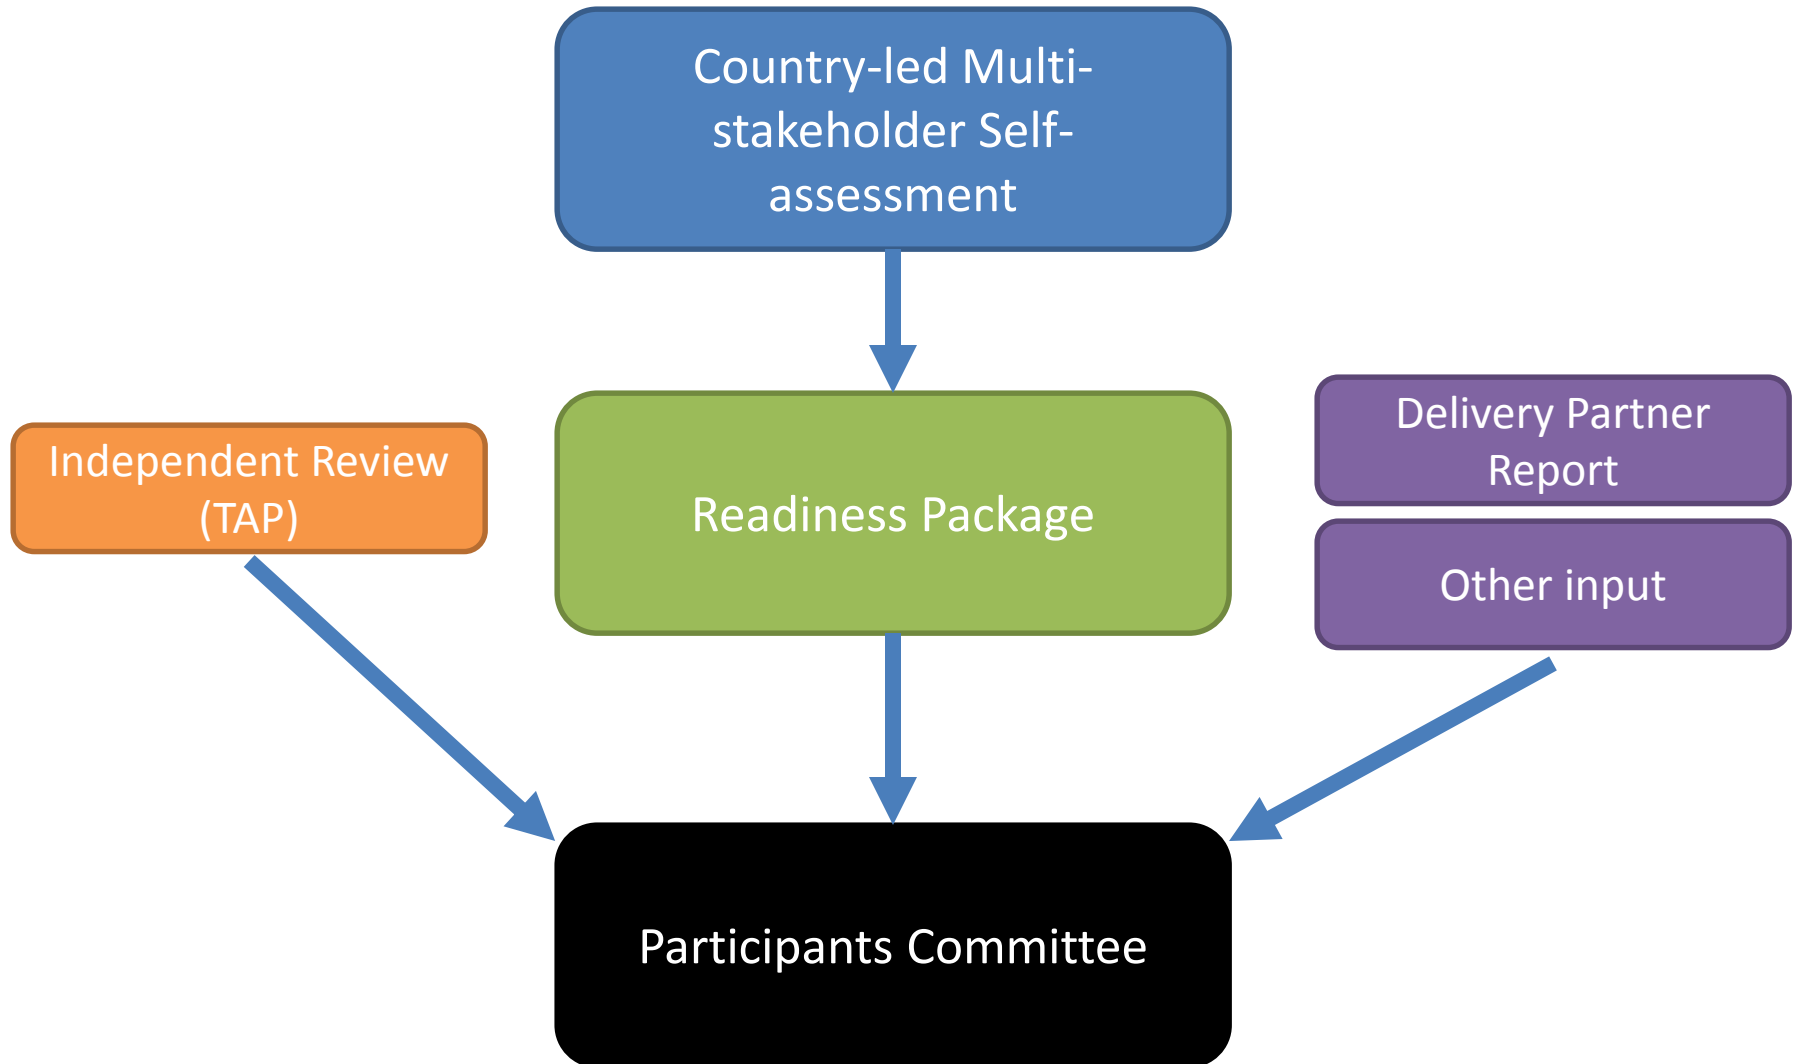 Country-led Multi-
stakeholder Self-
assessment
Independent Review
(TAP)
Readiness Package
Delivery Partner
Report
Other input
Participants Committee